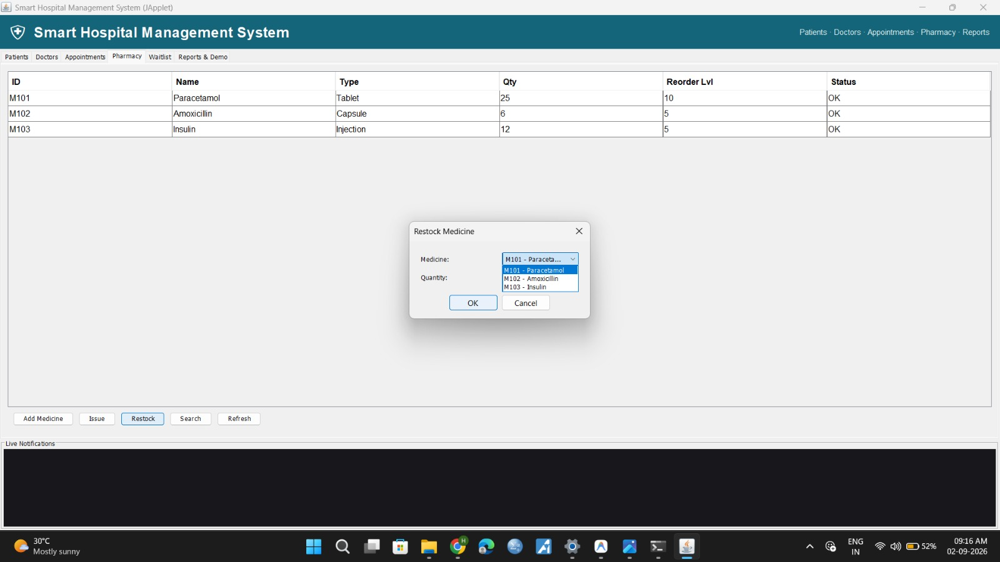 Smart Hospital Management System (JApplet)
Smart Hospital Management System
Patients · Doctors · Appointments · Pharmacy · Reports
Patients Doctors Appointments Pharmacy Waitlist Reports & Demo
ID Name Type Qty Reorder Lvl Status
M101 Paracetamol Tablet 25 10 OK
M102 Amoxicillin Capsule 6 5 OK
M103 Insulin Injection 12 5 OK
Restock Medicine
Medicine: M101 - Paraceta...
M101 - Paracetamol
Quantity:
M102 - Amoxicillin
M103 - Insulin
OK Cancel
Add Medicine Issue Restock Search Refresh
Live Notifications
30°C
Mostly sunny
H
ENG
IN
52%
09:16 AM
02-09-2026